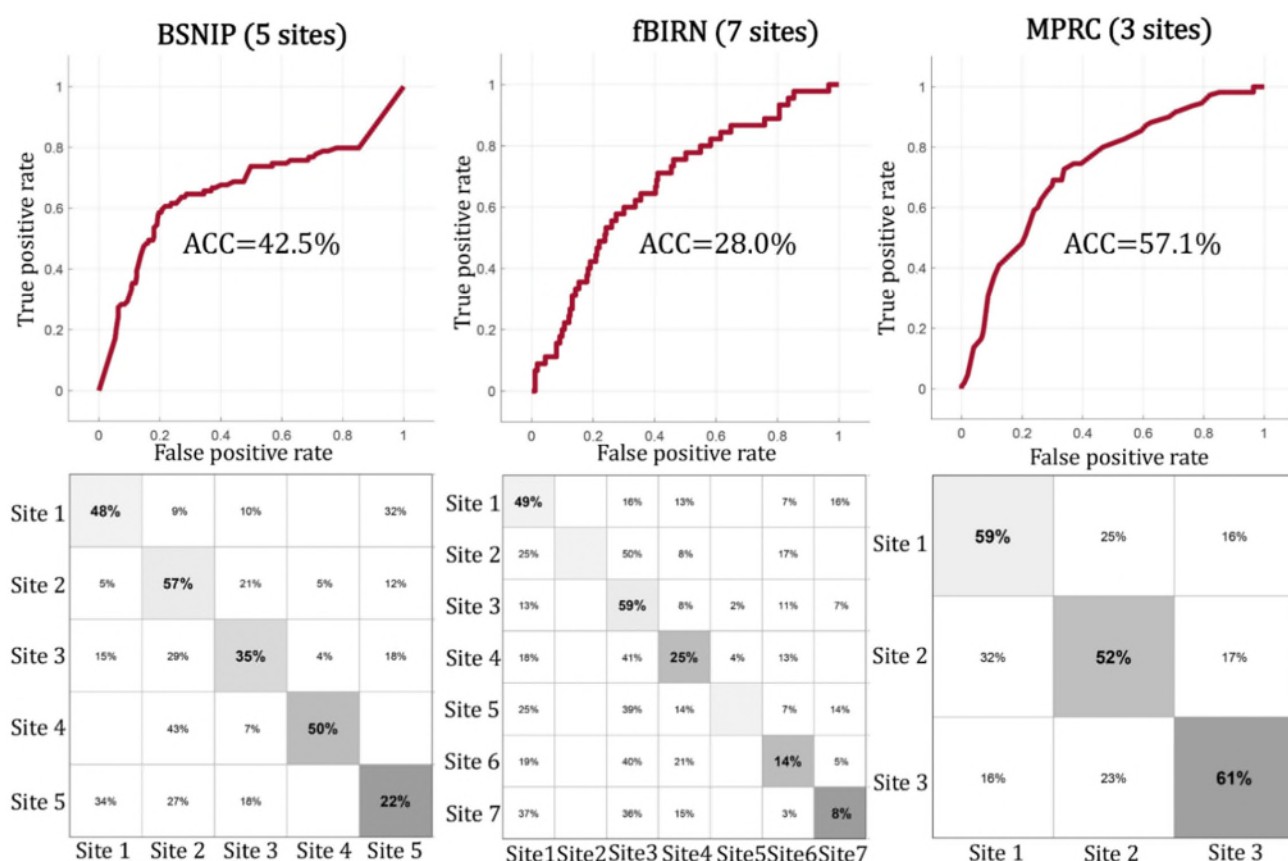 BSNIP (5 sites)
fBIRN (7 sites)
MPRC (3 sites)
True positive rate
1
0.8
0.6
0.4
0.2
0
ACC=42.5%
0 0.2 0.4 0.6 0.8 1
False positive rate
True positive rate
1
0.8
0.6
0.4
0.2
0
ACC=28.0%
0 0.2 0.4 0.6 0.8 1
False positive rate
True positive rate
1
0.8
0.6
0.4
0.2
0
ACC=57.1%
0 0.2 0.4 0.6 0.8 1
False positive rate
Site 1 48% 9% 10% 32%
Site 2 5% 57% 21% 5% 12%
Site 3 15% 29% 35% 4% 18%
Site 4 43% 7% 50%
Site 5 34% 27% 18% 22%
Site 1 Site 2 Site 3 Site 4 Site 5
Site 1 49% 16% 13% 7% 16%
Site 2 25% 50% 8% 17%
Site 3 13% 59% 8% 2% 11% 7%
Site 4 18% 41% 25% 4% 13%
Site 5 25% 39% 14% 7% 14%
Site 6 19% 40% 21% 14% 5%
Site 7 37% 36% 15% 3% 8%
Site1 Site2 Site3 Site4 Site5 Site6 Site7
Site 1 59% 25% 16%
Site 2 32% 52% 17%
Site 3 16% 23% 61%
Site 1 Site 2 Site 3